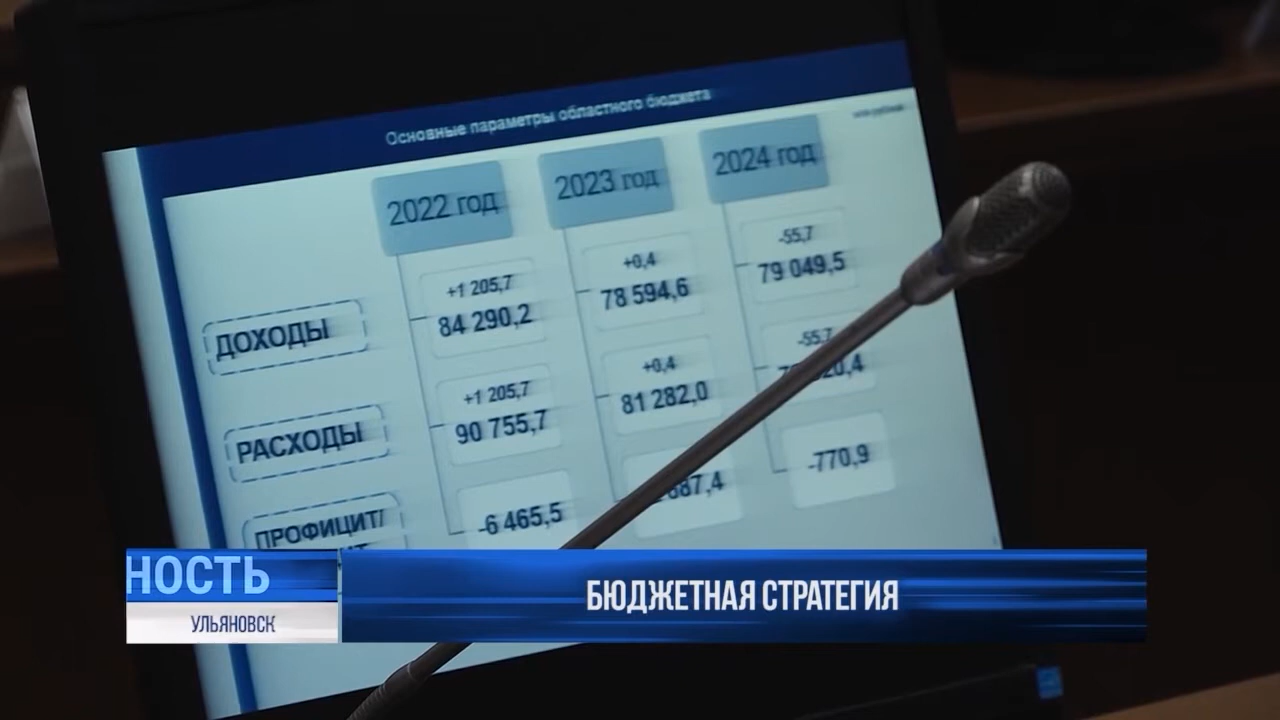 Основные параметры областного бюджета
2022 год
2023 год
2024 год
ДОХОДЫ
+1 205,7
84 290,2
+0,4
78 594,6
-55,7
79 049,5
РАСХОДЫ
+1 205,7
90 755,7
+0,4
81 282,0
-55,7
ПРОФИЦИТ/
-6 465,5
-770,9
НОСТЬ
УЛЬЯНОВСК
БЮДЖЕТНАЯ СТРАТЕГИЯ